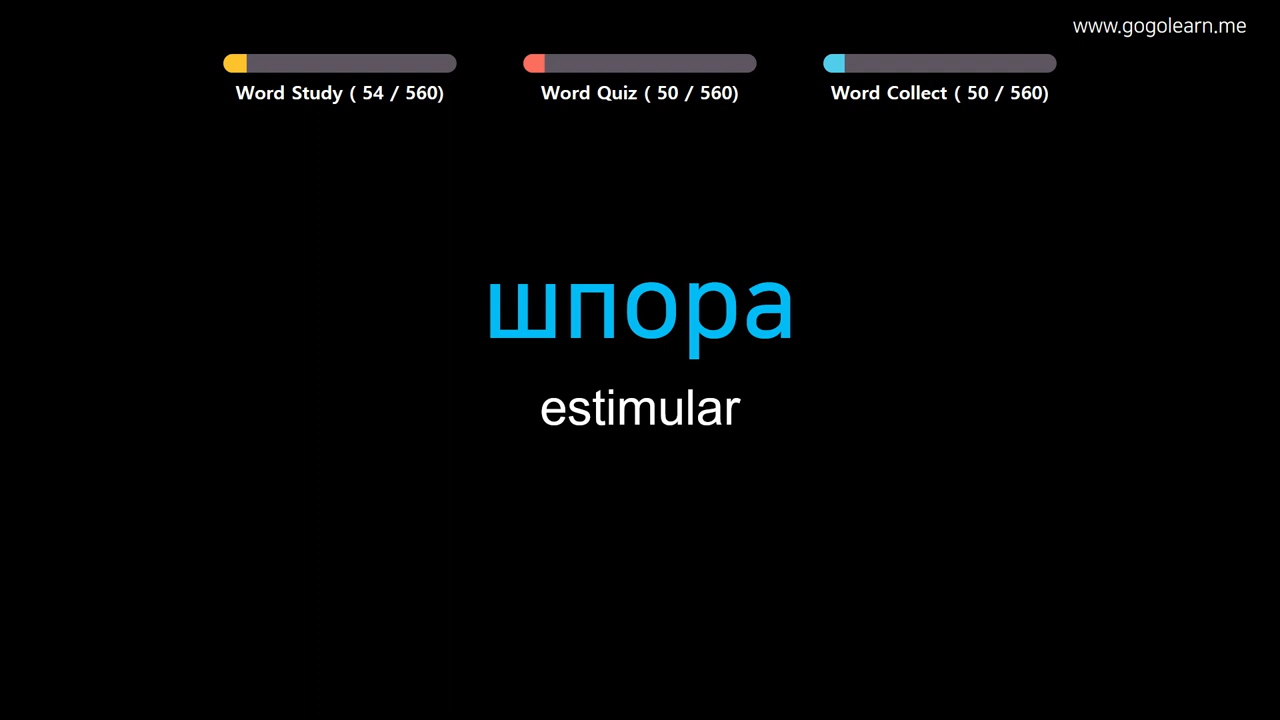 www.gogolearn.me
Word Study ( 54 / 560)
Word Quiz ( 50 / 560)
Word Collect ( 50 / 560)
шпора
estimular